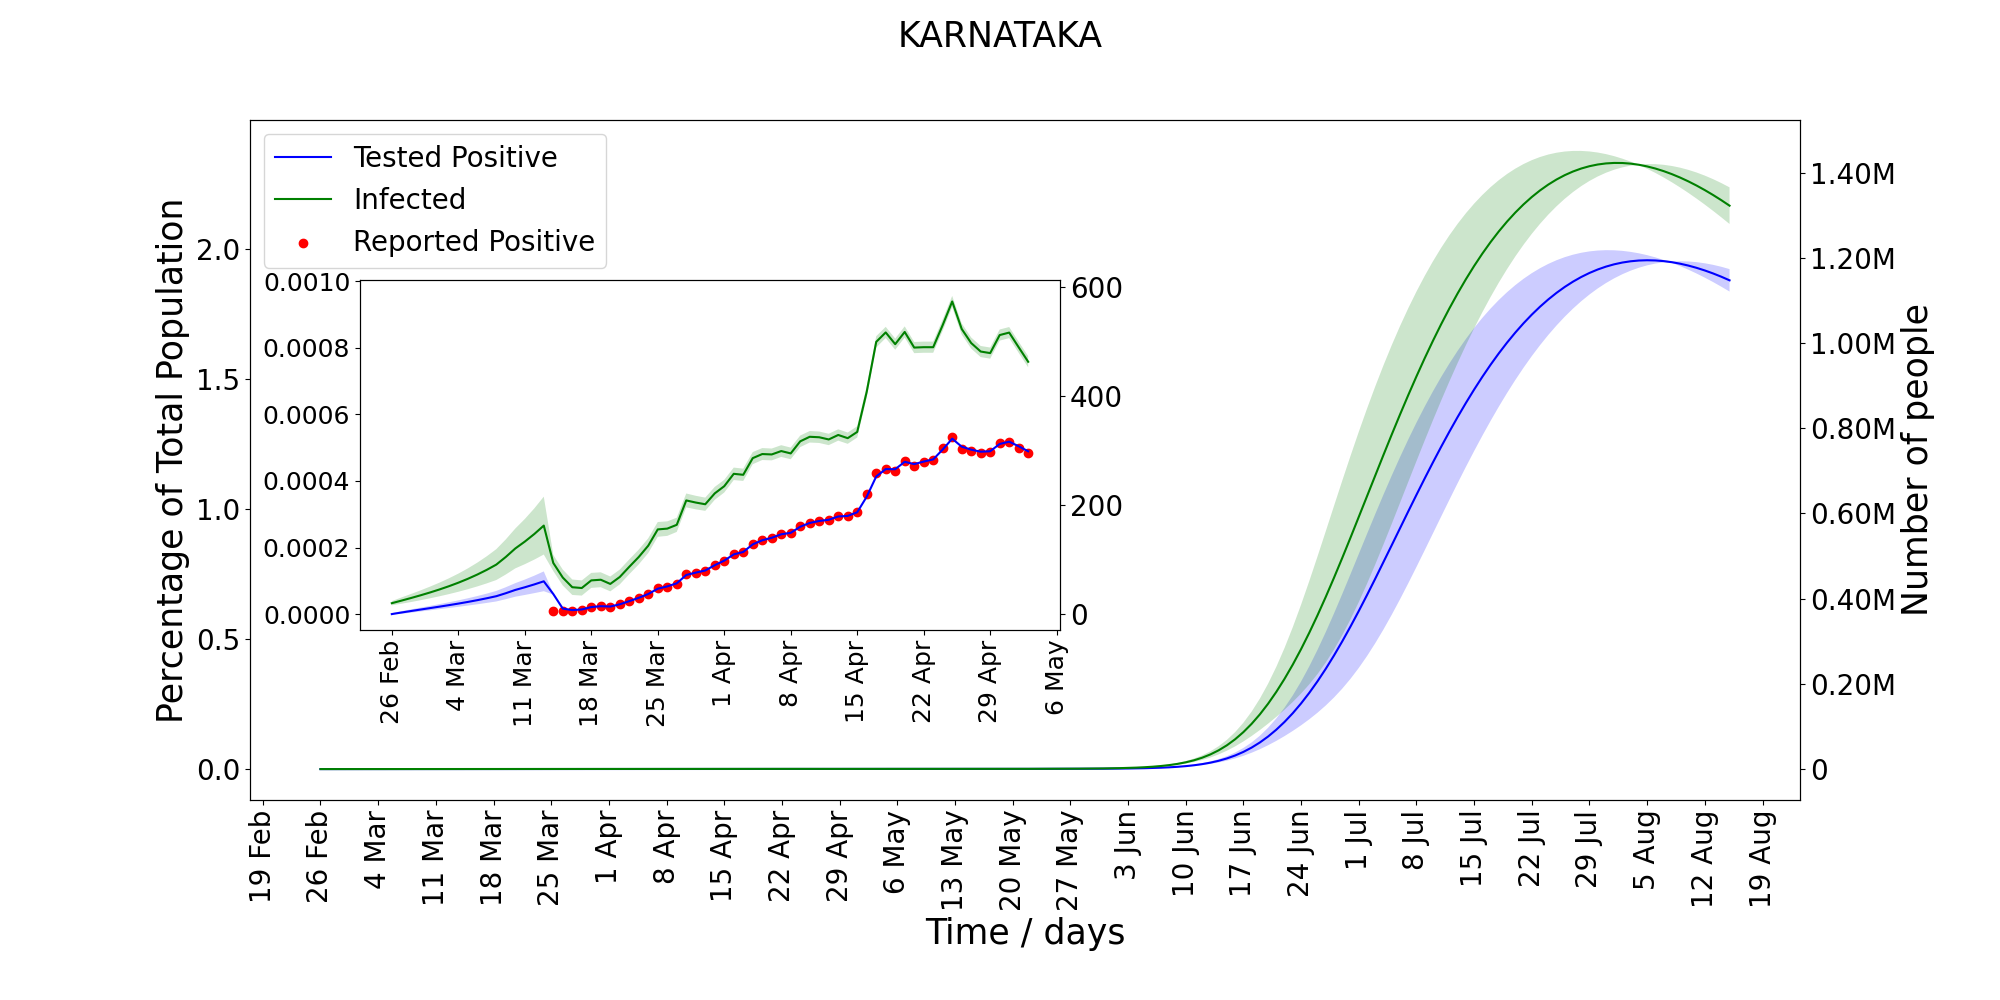 KARNATAKA
Tested Positive
Infected
Reported Positive
Percentage of Total Population
2.0
1.5
1.0
0.5
0.0
1.40M
1.20M
1.00M
0.80M
0.60M
0.40M
0.20M
0
Number of people
0.0010
0.0008
0.0006
0.0004
0.0002
0.0000
600
400
200
0
26 Feb
4 Mar
11 Mar
18 Mar
25 Mar
1 Apr
8 Apr
15 Apr
22 Apr
29 Apr
6 May
19 Feb
26 Feb
4 Mar
11 Mar
18 Mar
25 Mar
1 Apr
8 Apr
15 Apr
22 Apr
29 Apr
6 May
13 May
20 May
27 May
3 Jun
10 Jun
17 Jun
24 Jun
1 Jul
8 Jul
15 Jul
22 Jul
29 Jul
5 Aug
12 Aug
19 Aug
Time / days